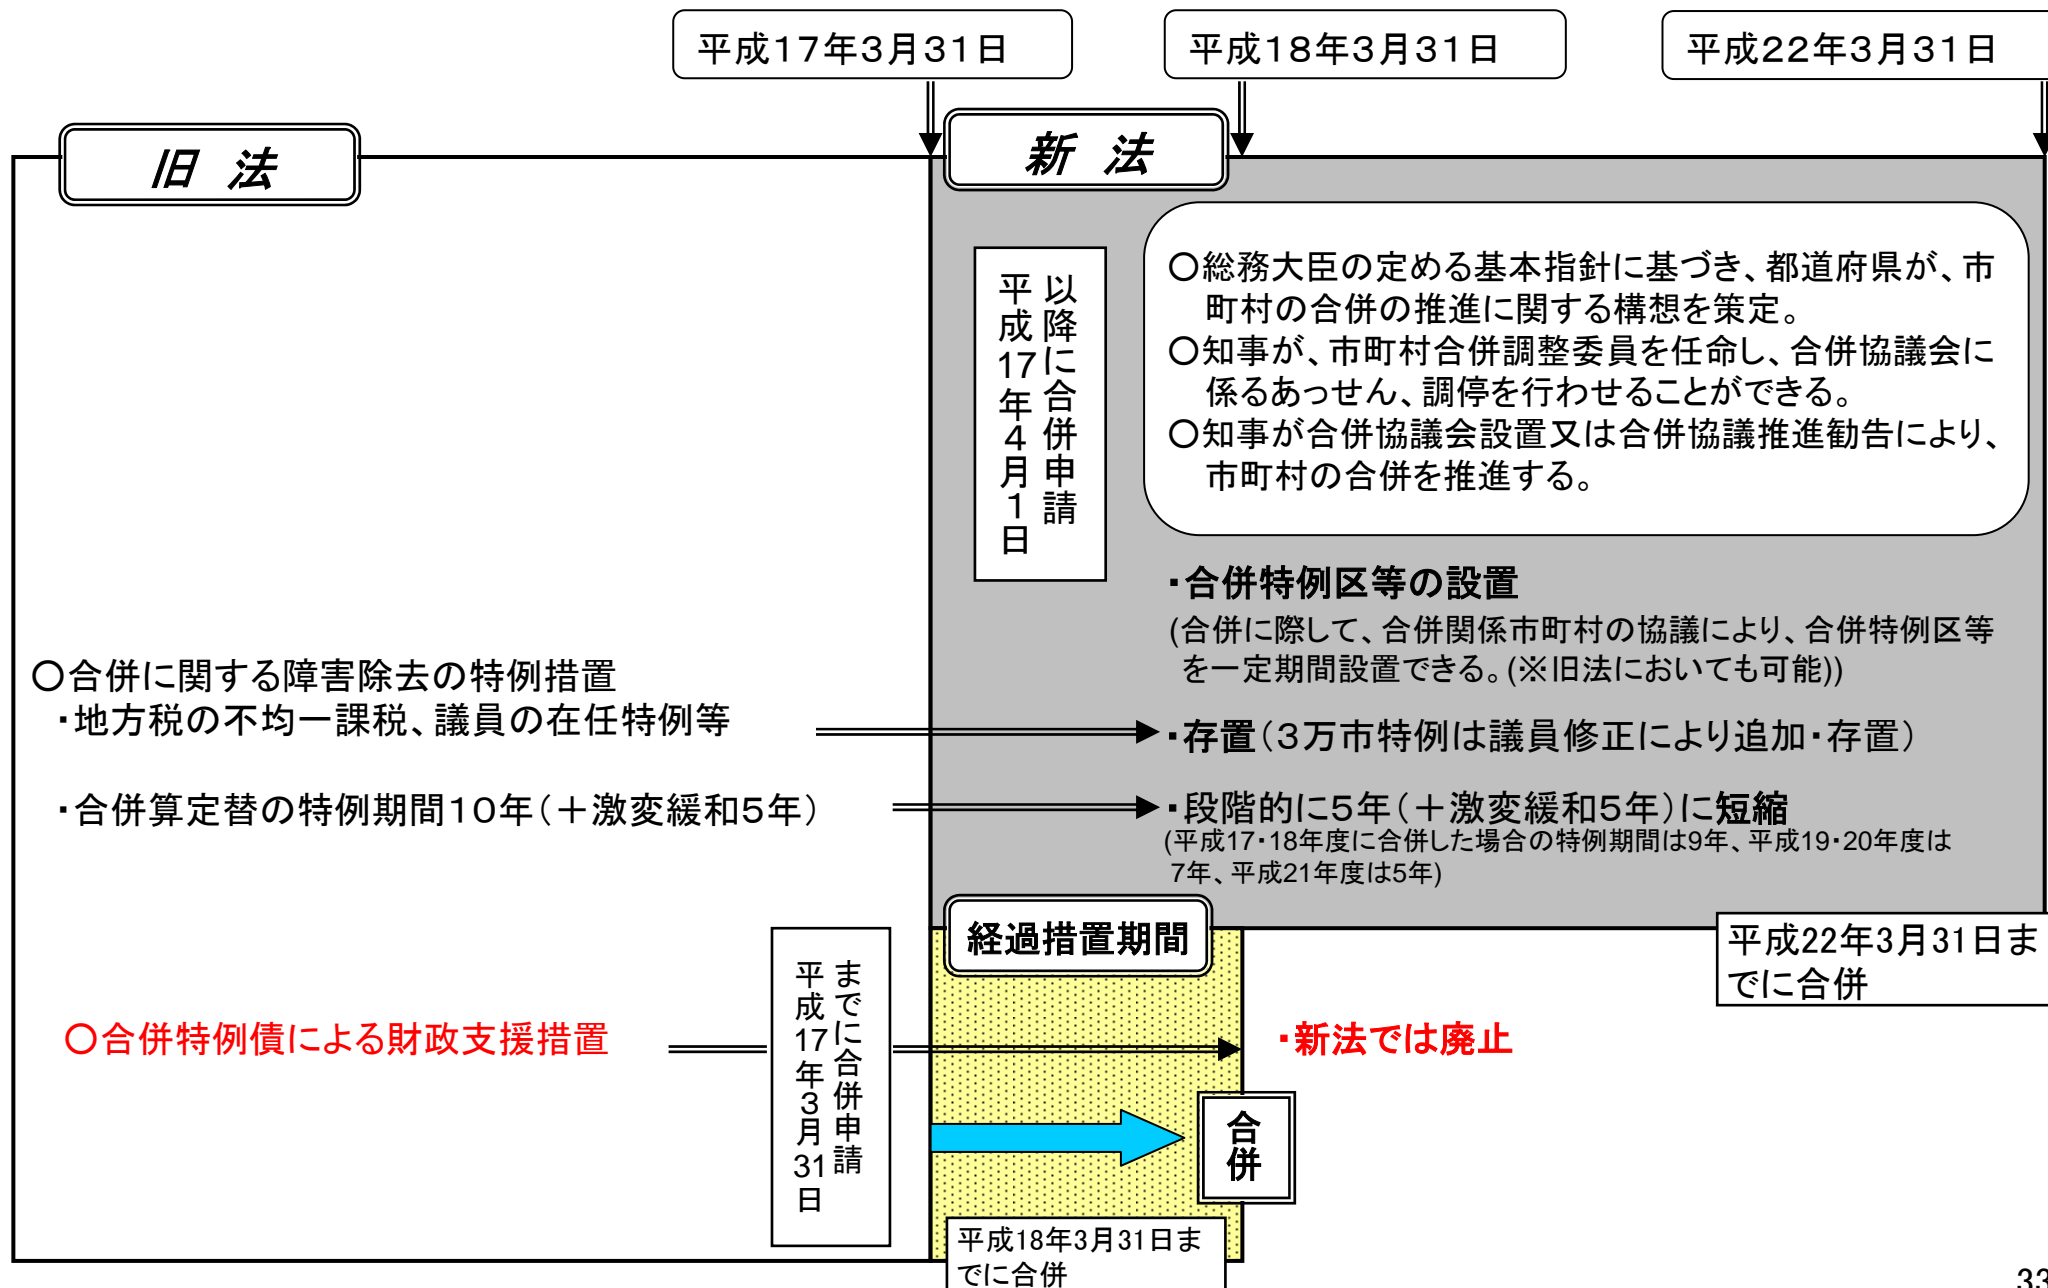 平成17年3月31日
平成18年3月31日
平成22年3月31日
旧 法
新 法
平成17年4月1日
以降に合併申請
○総務大臣の定める基本指針に基づき、都道府県が、市
町村の合併の推進に関する構想を策定。
○知事が、市町村合併調整委員を任命し、合併協議会に
係るあっせん、調停を行わせることができる。
○知事が合併協議会設置又は合併協議推進勧告により、
市町村の合併を推進する。
・合併特例区等の設置
(合併に際して、合併関係市町村の協議により、合併特例区等
を一定期間設置できる。(※旧法においても可能))
○合併に関する障害除去の特例措置
・地方税の不均一課税、議員の在任特例等
・存置(3万市特例は議員修正により追加・存置)
・合併算定替の特例期間10年(+激変緩和5年)
・段階的に5年(+激変緩和5年)に短縮
(平成17・18年度に合併した場合の特例期間は9年、平成19・20年度は
7年、平成21年度は5年)
経過措置期間
平成22年3月31日ま
でに合併
平成17年3月31日
までに合併申請
○合併特例債による財政支援措置
・新法では廃止
合併
平成18年3月31日ま
でに合併
33